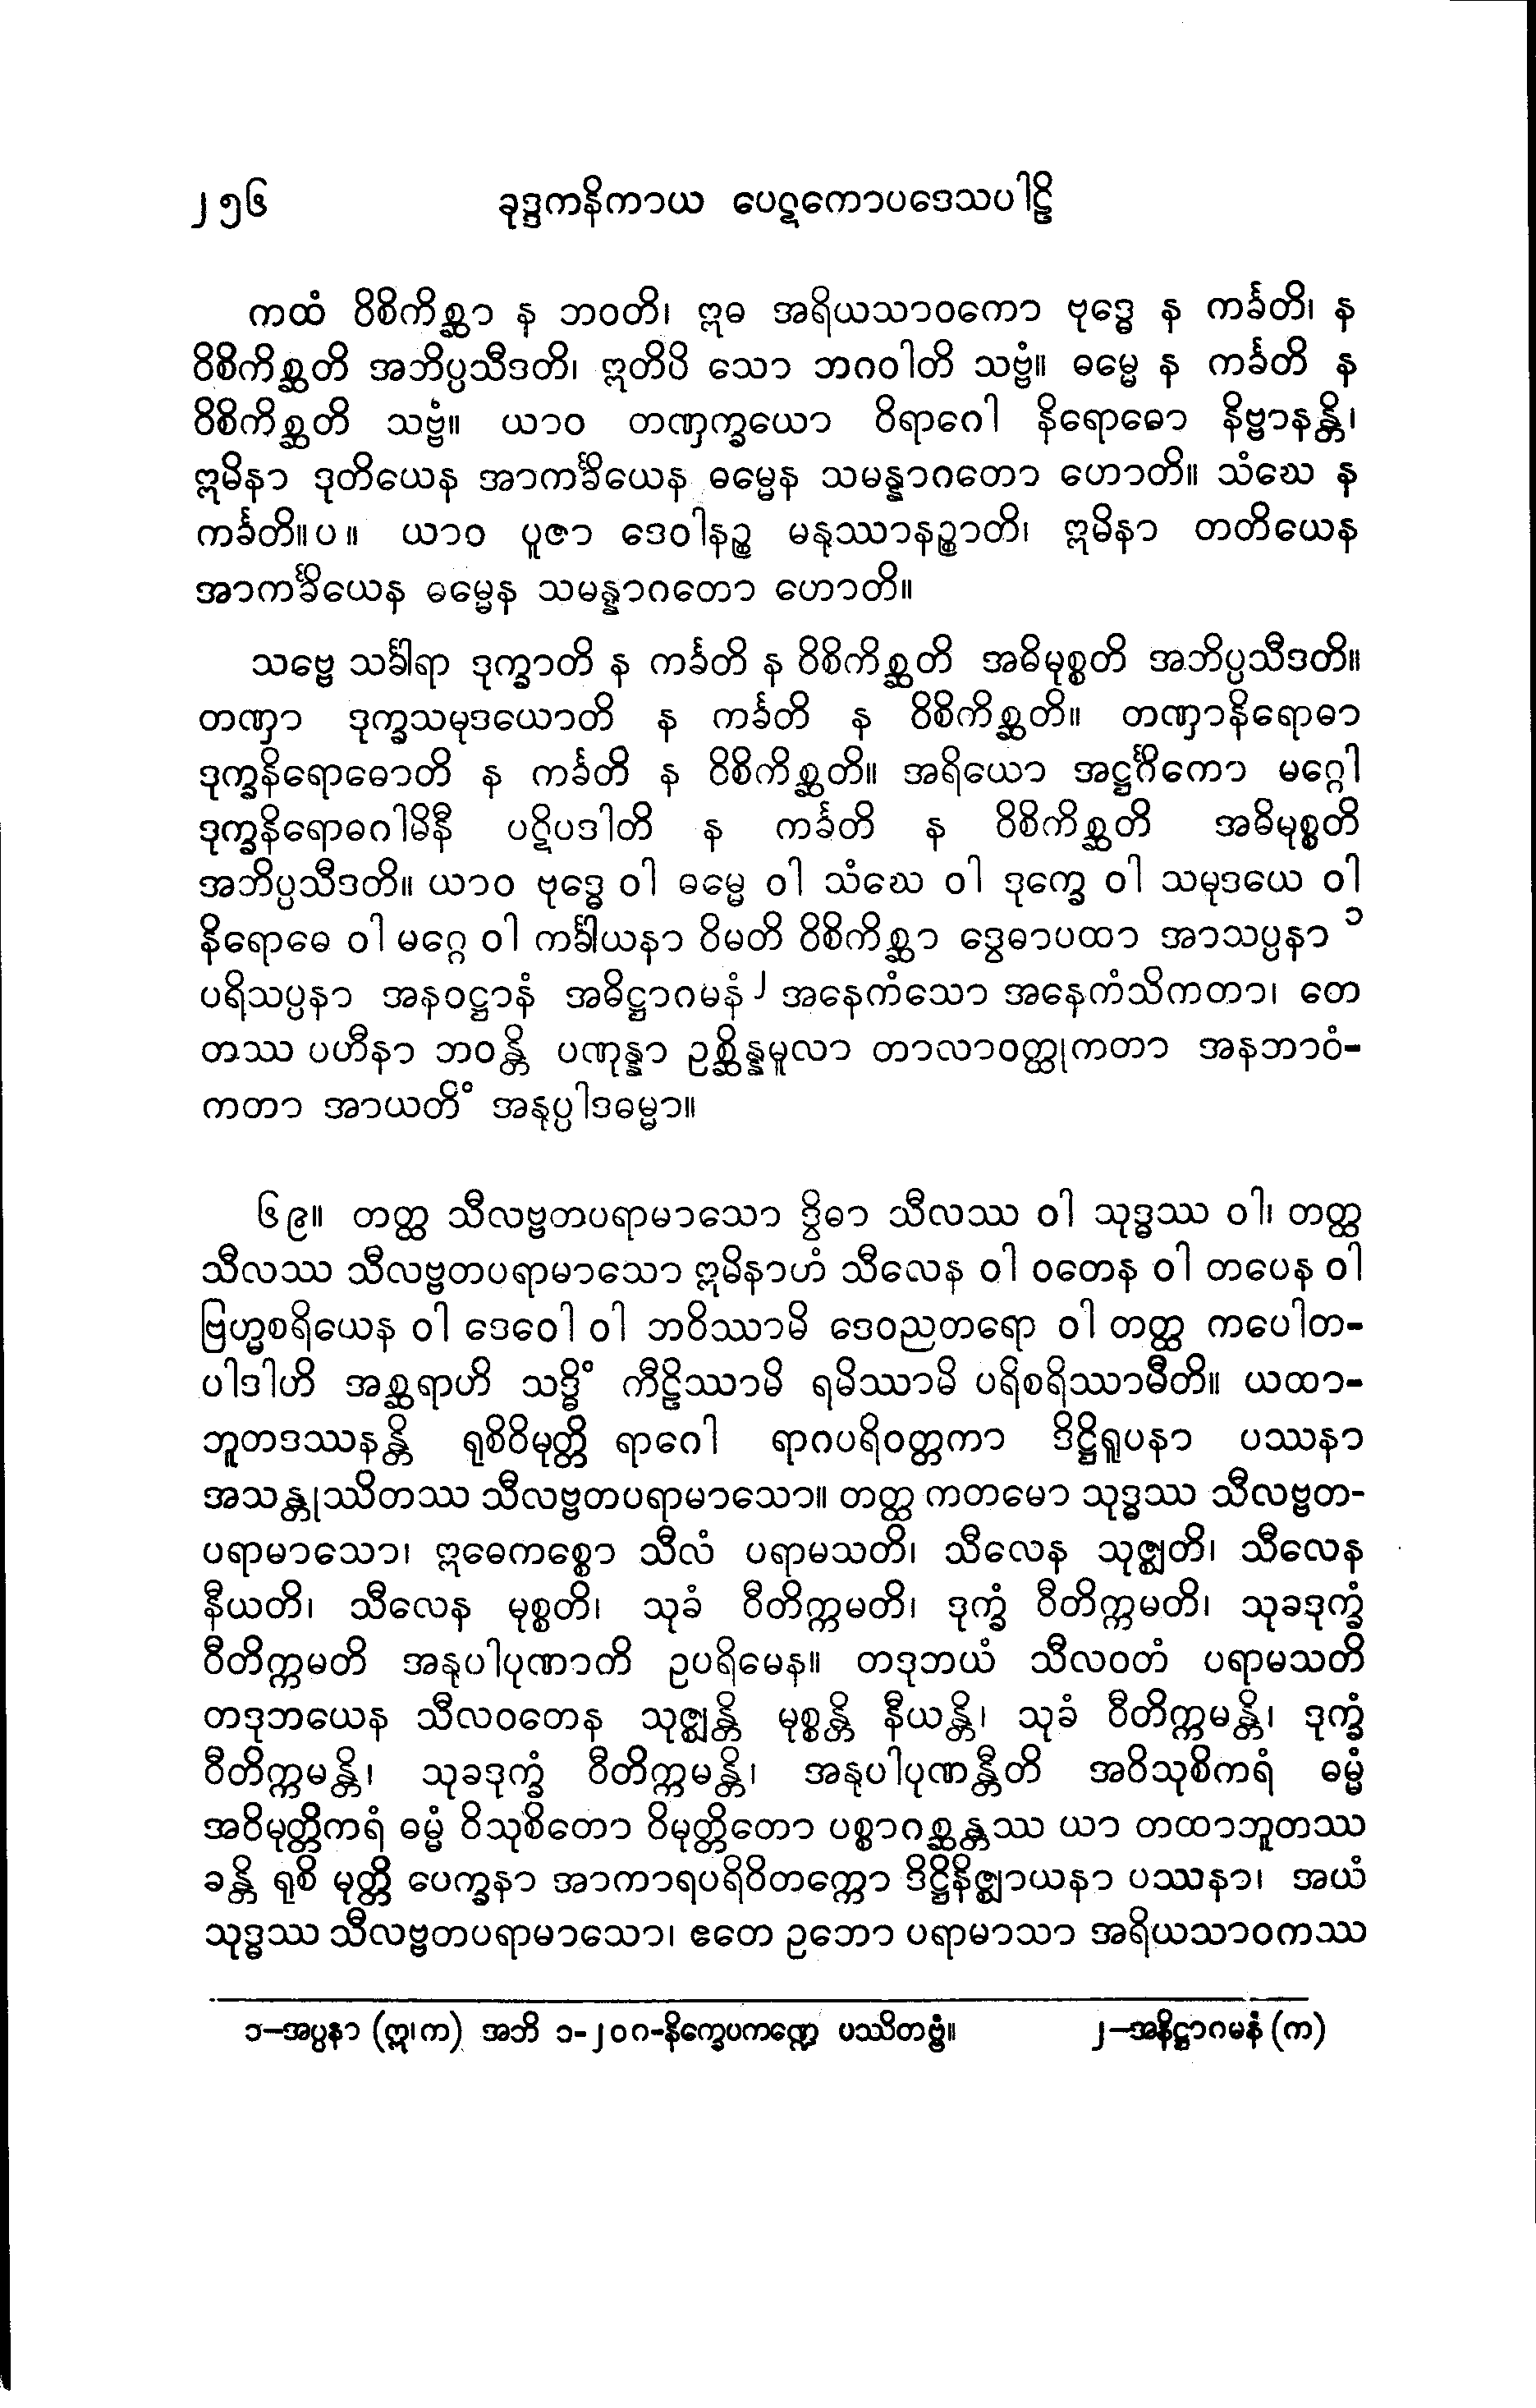 ၂၅၆ ခုဒ္ဒကနိကာယ ပေဋကောပဒေသပါဠိ
ကထံ ဝိစိကိစ္ဆာ န ဘဝတိ၊ ဣဓ အရိယသာဝကော ဗုဒ္ဓေ န ကင်္ခတိ၊ န
ဝိစိကိစ္ဆတိ အဘိပ္ပသီဒတိ၊ ဣတိပိ သော ဘဂဝါတိ သဗ္ဗံ။ ဓမ္မေ န ကင်္ခတိ န
ဝိစိကိစ္ဆတိ သဗ္ဗံ။ ယာဝ တဏှက္ခယော ဝိရာဂေါ နိရောဓော နိဗ္ဗာနန္တိ၊
ဣမိနာ ဒုတိယေန အာကင်္ခိယေန ဓမ္မေန သမန္နာဂတော ဟောတိ။ သံဃေ န
ကင်္ခတိ။ပ။ ယာဝ ပူဇာ ဒေဝါနဉ္စ မနုဿာနဉ္စာတိ၊ ဣမိနာ တတိယေန
အာကင်္ခိယေန ဓမ္မေန သမန္နာဂတော ဟောတိ။
သဗ္ဗေ သင်္ခါရာ ဒုက္ခာတိ န ကင်္ခတိ န ဝိစိကိစ္ဆတိ အဓိမုစ္စတိ အဘိပ္ပသီဒတိ။
တဏှာ ဒုက္ခသမုဒယောတိ န ကင်္ခတိ န ဝိစိကိစ္ဆတိ။ တဏှာနိရောဓာ
ဒုက္ခနိရောဓောတိ န ကင်္ခတိ န ဝိစိကိစ္ဆတိ။ အရိယော အဋ္ဌင်္ဂိကော မဂ္ဂေါ
ဒုက္ခနိရောဓဂါမိနီ ပဋိပဒါတိ န ကင်္ခတိ န ဝိစိကိစ္ဆတိ အဓိမုစ္စတိ
အဘိပ္ပသီဒတိ။ ယာဝ ဗုဒ္ဓေ ဝါ ဓမ္မေ ဝါ သံဃေ ဝါ ဒုက္ခေ ဝါ သမုဒယေ ဝါ
နိရောဓေ ဝါ မဂ္ဂေ ဝါ ကင်္ခါယနာ ဝိမတိ ဝိစိကိစ္ဆာ ဒွေဓာပထာ အာသပ္ပနာ ၁
ပရိသပ္ပနာ အနဝဋ္ဌာနံ အဓိဋ္ဌာဂမနံ ၂ အနေကံသော အနေကံသိကတာ၊ တေ
တဿ ပဟီနာ ဘဝန္တိ ပဏုန္နာ ဥစ္ဆိန္နမူလာ တာလာဝတ္ထုကတာ အနဘာဝံ-
ကတာ အာယတိံ အနုပ္ပါဒဓမ္မာ။
၆၉။ တတ္ထ သီလဗ္ဗတပရာမာသော ဒွိဓာ သီလဿ ဝါ သုဒ္ဓဿ ဝါ၊ တတ္ထ
သီလဿ သီလဗ္ဗတပရာမာသော ဣမိနာဟံ သီလေန ဝါ ဝတေန ဝါ တပေန ဝါ
ဗြဟ္မစရိယေန ဝါ ဒေဝေါ ဝါ ဘဝိဿာမိ ဒေဝညတရော ဝါ တတ္ထ ကပေါတ-
ပါဒါဟိ အစ္ဆရာဟိ သဒ္ဓိံ ကီဠိဿာမိ ရမိဿာမိ ပရိစရိဿာမီတိ။ ယထာ-
ဘူတဒဿနန္တိ ရုစိဝိမုတ္တိ ရာဂေါ ရာဂပရိဝတ္တကာ ဒိဋ္ဌိရူပနာ ပဿနာ
အသန္တုဿိတဿ သီလဗ္ဗတပရာမာသော။ တတ္ထ ကတမော သုဒ္ဓဿ သီလဗ္ဗတ-
ပရာမာသော၊ ဣဓေကစ္စော သီလံ ပရာမသတိ၊ သီလေန သုဇ္ဈတိ၊ သီလေန
နီယတိ၊ သီလေန မုစ္စတိ၊ သုခံ ဝီတိက္ကမတိ၊ ဒုက္ခံ ဝီတိက္ကမတိ၊ သုခဒုက္ခံ
ဝီတိက္ကမတိ အနုပါပုဏာတိ ဥပရိမေန။ တဒုဘယံ သီလဝတံ ပရာမသတိ
တဒုဘယေန သီလဝတေန သုဇ္ဈန္တိ မုစ္စန္တိ နီယန္တိ၊ သုခံ ဝီတိက္ကမန္တိ၊ ဒုက္ခံ
ဝီတိက္ကမန္တိ၊ သုခဒုက္ခံ ဝီတိက္ကမန္တိ၊ အနုပါပုဏန္တီတိ အဝိသုစိကရံ ဓမ္မံ
အဝိမုတ္တိကရံ ဓမ္မံ ဝိသုစိတော ဝိမုတ္တိတော ပစ္စာဂစ္ဆန္တဿ ယာ တထာဘူတဿ
ခန္တိ ရုစိ မုတ္တိ ပေက္ခနာ အာကာရပရိဝိတက္ကော ဒိဋ္ဌိနိဇ္ဈာယနာ ပဿနာ၊ အယံ
သုဒ္ဓဿ သီလဗ္ဗတပရာမာသော၊ ဧတေ ဥဘော ပရာမာသာ အရိယသာဝကဿ
၁–အပ္ပနာ (ဣ၊က) အဘိ ၁-၂၀ဂ-နိက္ခေပကဏ္ဍေ ပဿိတဗ္ဗံ။ ၂–အနိဋ္ဌာဂမနံ (က)